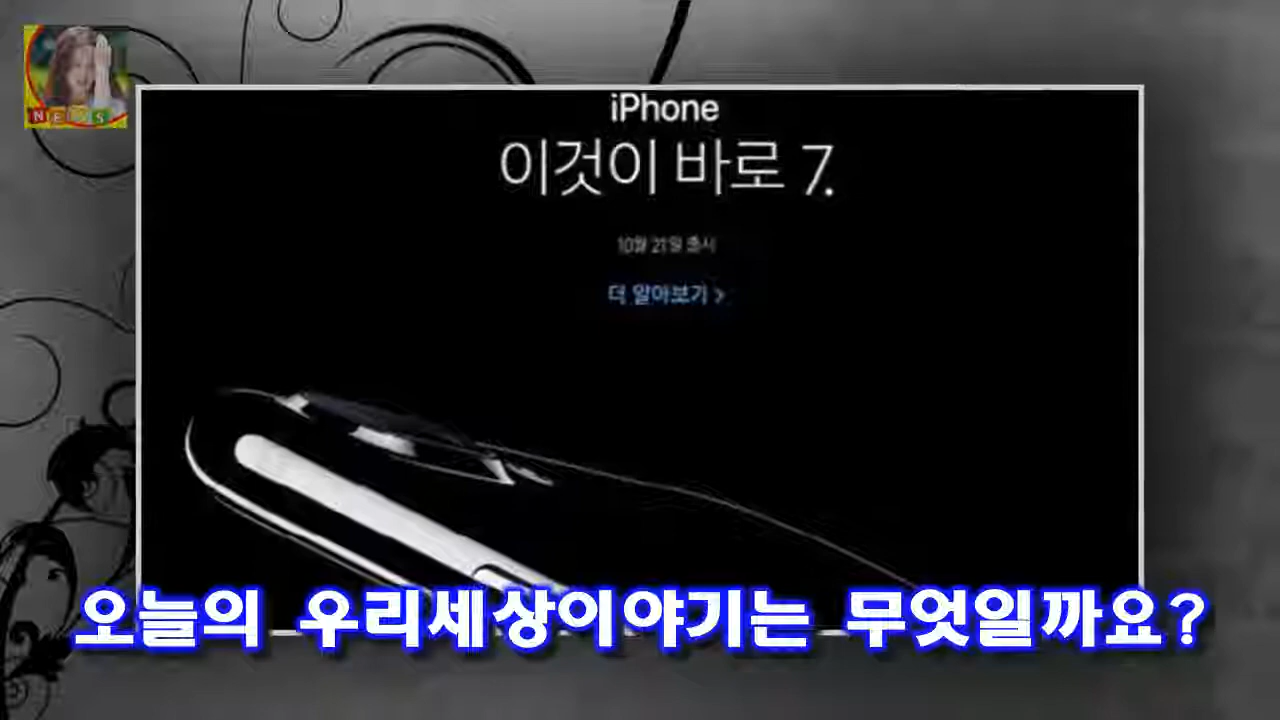 NEWS
iPhone
이것이 바로 7.
10월 21일 출시
더 알아보기 >
오늘의 우리세상이야기는 무엇일까요?